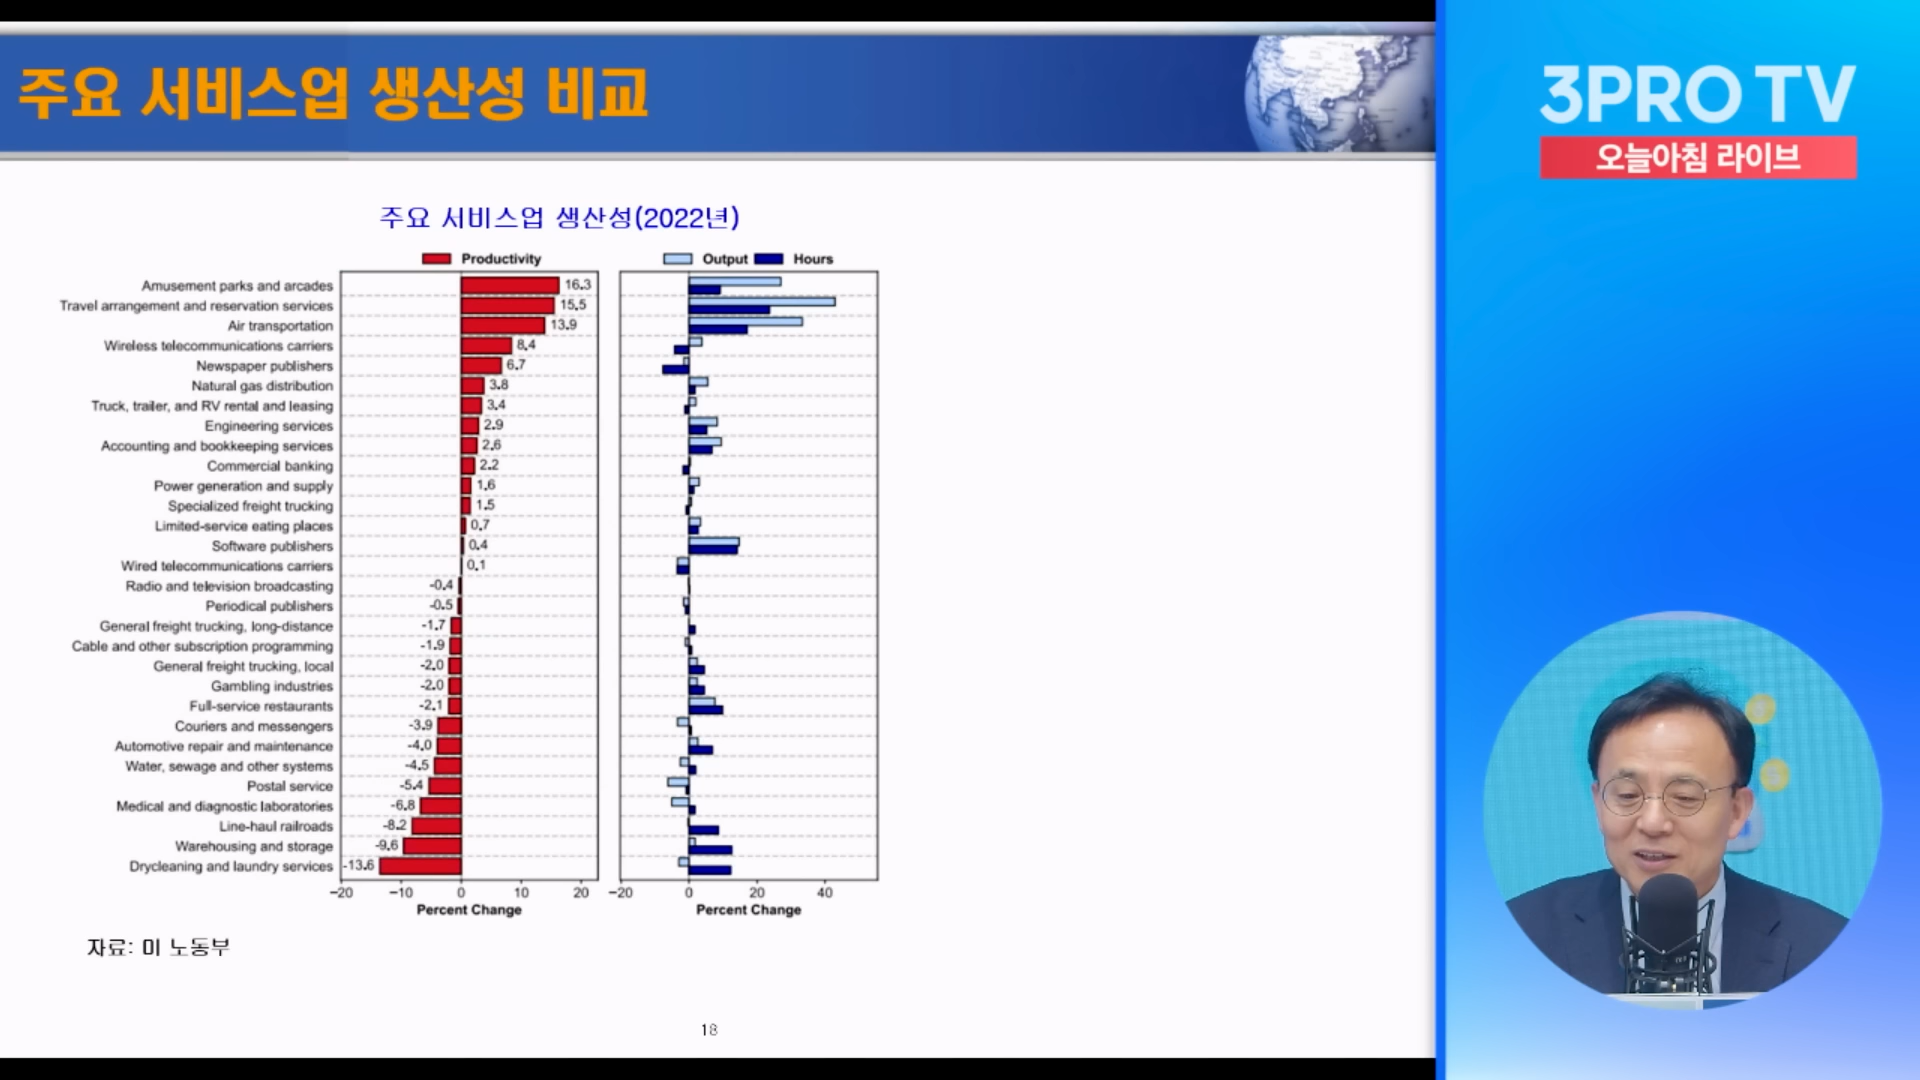 주요 서비스업 생산성 비교
3PRO TV
오늘아침 라이브
주요 서비스업 생산성(2022년)
Productivity
Output Hours
Amusement parks and arcades 16.3
Travel arrangement and reservation services 15.5
Air transportation 13.9
Wireless telecommunications carriers 8.4
Newspaper publishers 6.7
Natural gas distribution 3.8
Truck, trailer, and RV rental and leasing 3.4
Engineering services 2.9
Accounting and bookkeeping services 2.6
Commercial banking 2.2
Power generation and supply 1.6
Specialized freight trucking 1.5
Limited-service eating places 0.7
Software publishers 0.4
Wired telecommunications carriers 0.1
Radio and television broadcasting -0.4
Periodical publishers -0.5
General freight trucking, long-distance -1.7
Cable and other subscription programming -1.9
General freight trucking, local -2.0
Gambling industries -2.0
Full-service restaurants -2.1
Couriers and messengers -3.9
Automotive repair and maintenance -4.0
Water, sewage and other systems -4.5
Postal service -5.4
Medical and diagnostic laboratories -6.8
Line-haul railroads -8.2
Warehousing and storage -9.6
Drycleaning and laundry services -13.6
−20 −10 0 10 20
−20 0 20 40
Percent Change
Percent Change
자료: 미 노동부
18